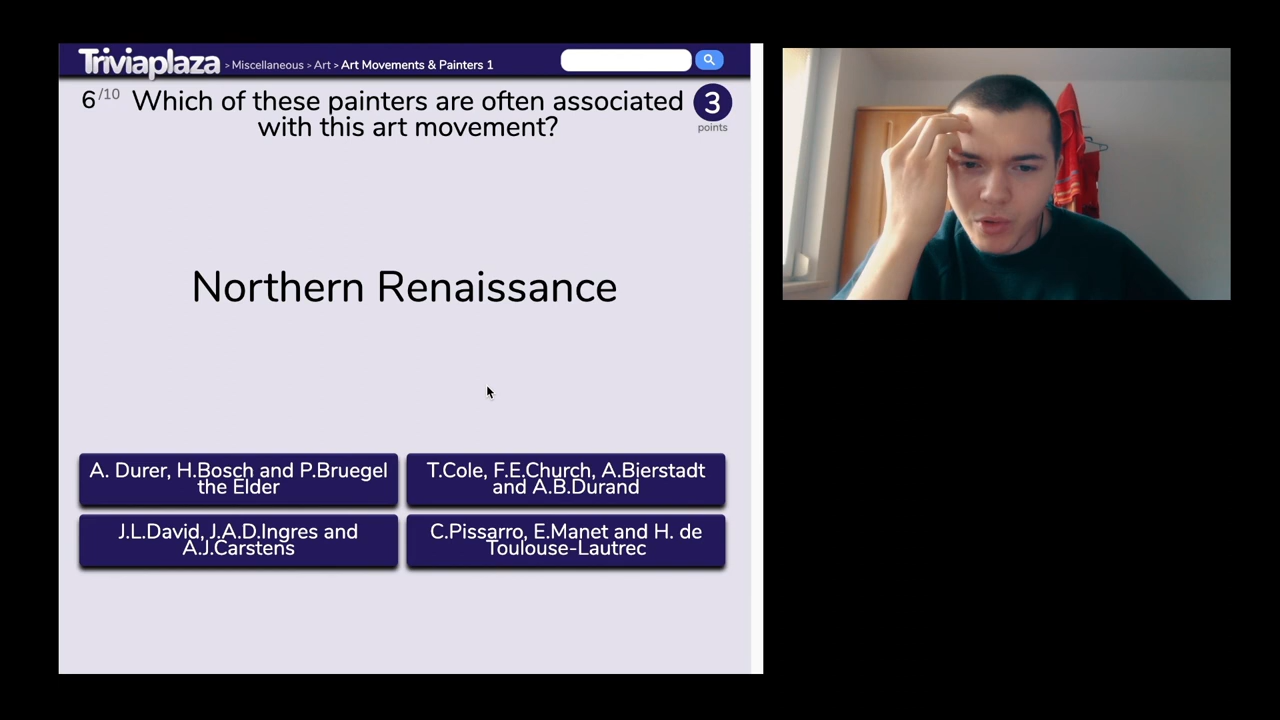 Triviaplaza > Miscellaneous > Art > Art Movements & Painters 1
6/10 Which of these painters are often associated 3
with this art movement? points
Northern Renaissance
A. Durer, H.Bosch and P.Bruegel
the Elder
T.Cole, F.E.Church, A.Bierstadt
and A.B.Durand
J.L.David, J.A.D.Ingres and
A.J.Carstens
C.Pissarro, E.Manet and H. de
Toulouse-Lautrec